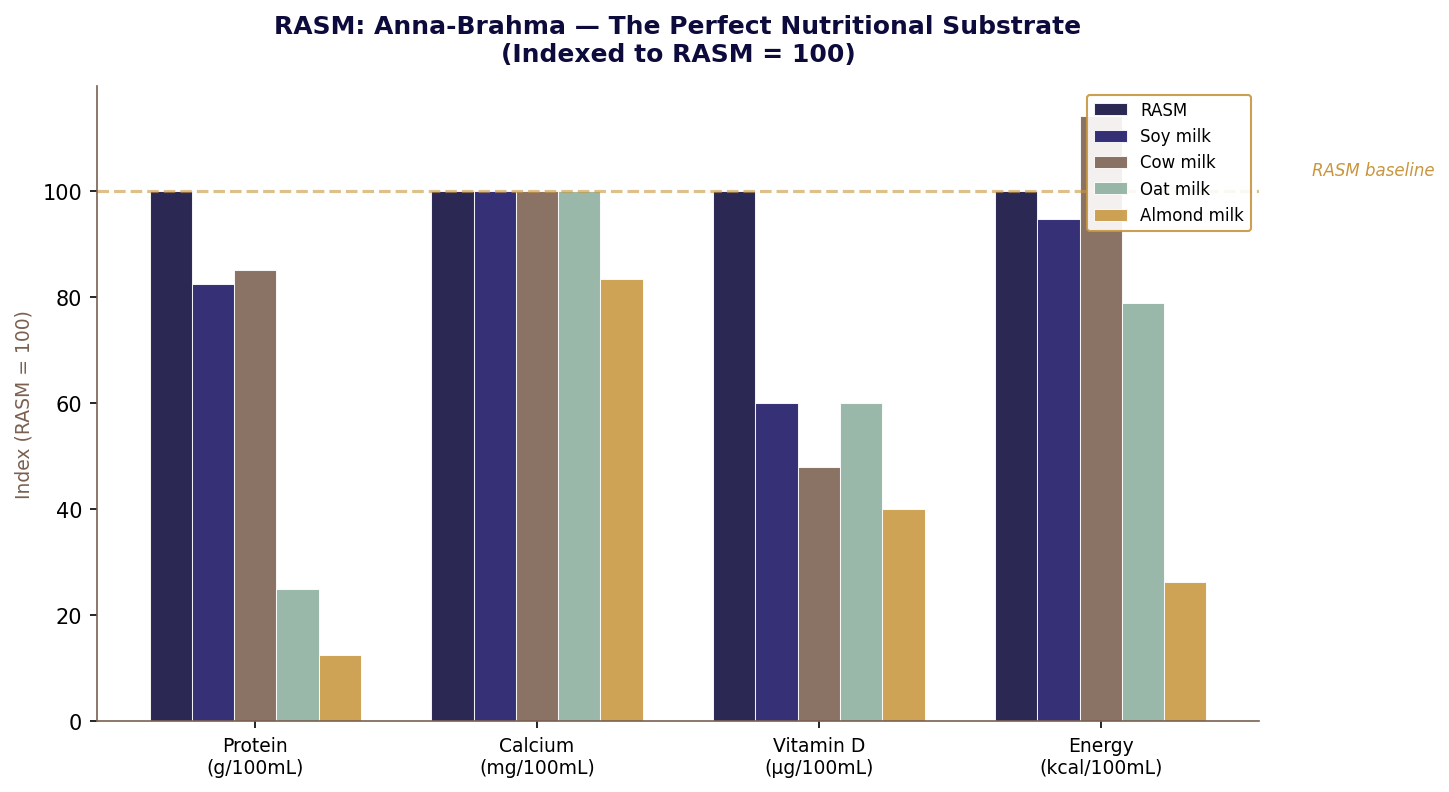 RASM: Anna-Brahma — The Perfect Nutritional Substrate
(Indexed to RASM = 100)
RASM
Soy milk
Cow milk
Oat milk
Almond milk
RASM baseline
Index (RASM = 100)
100
80
60
40
20
0
Protein
(g/100mL)
Calcium
(mg/100mL)
Vitamin D
(µg/100mL)
Energy
(kcal/100mL)